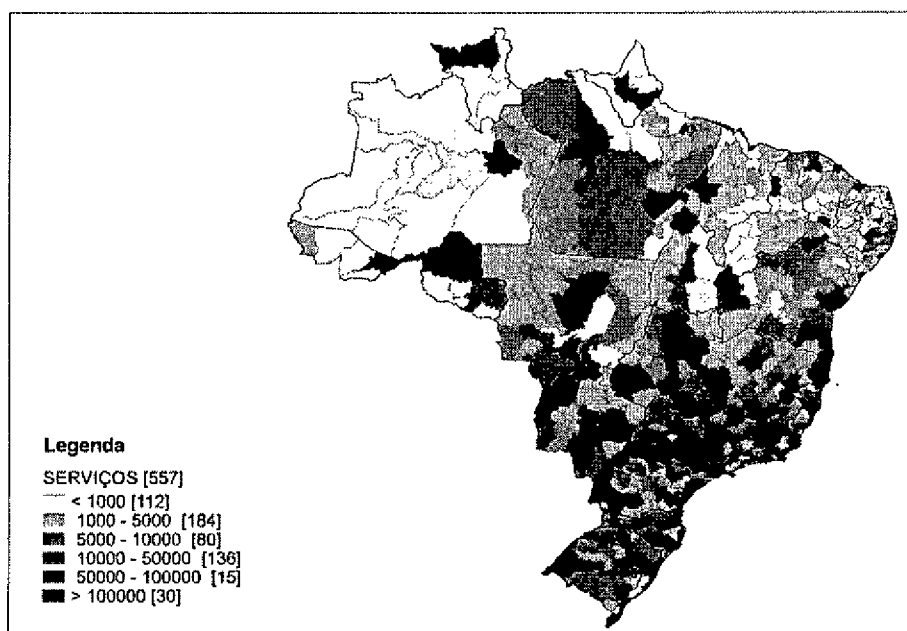 Legenda
SERVIÇOS [557]
< 1000 [112]
1000 - 5000 [184]
5000 - 10000 [80]
10000 - 50000 [136]
50000 - 100000 [15]
> 100000 [30]